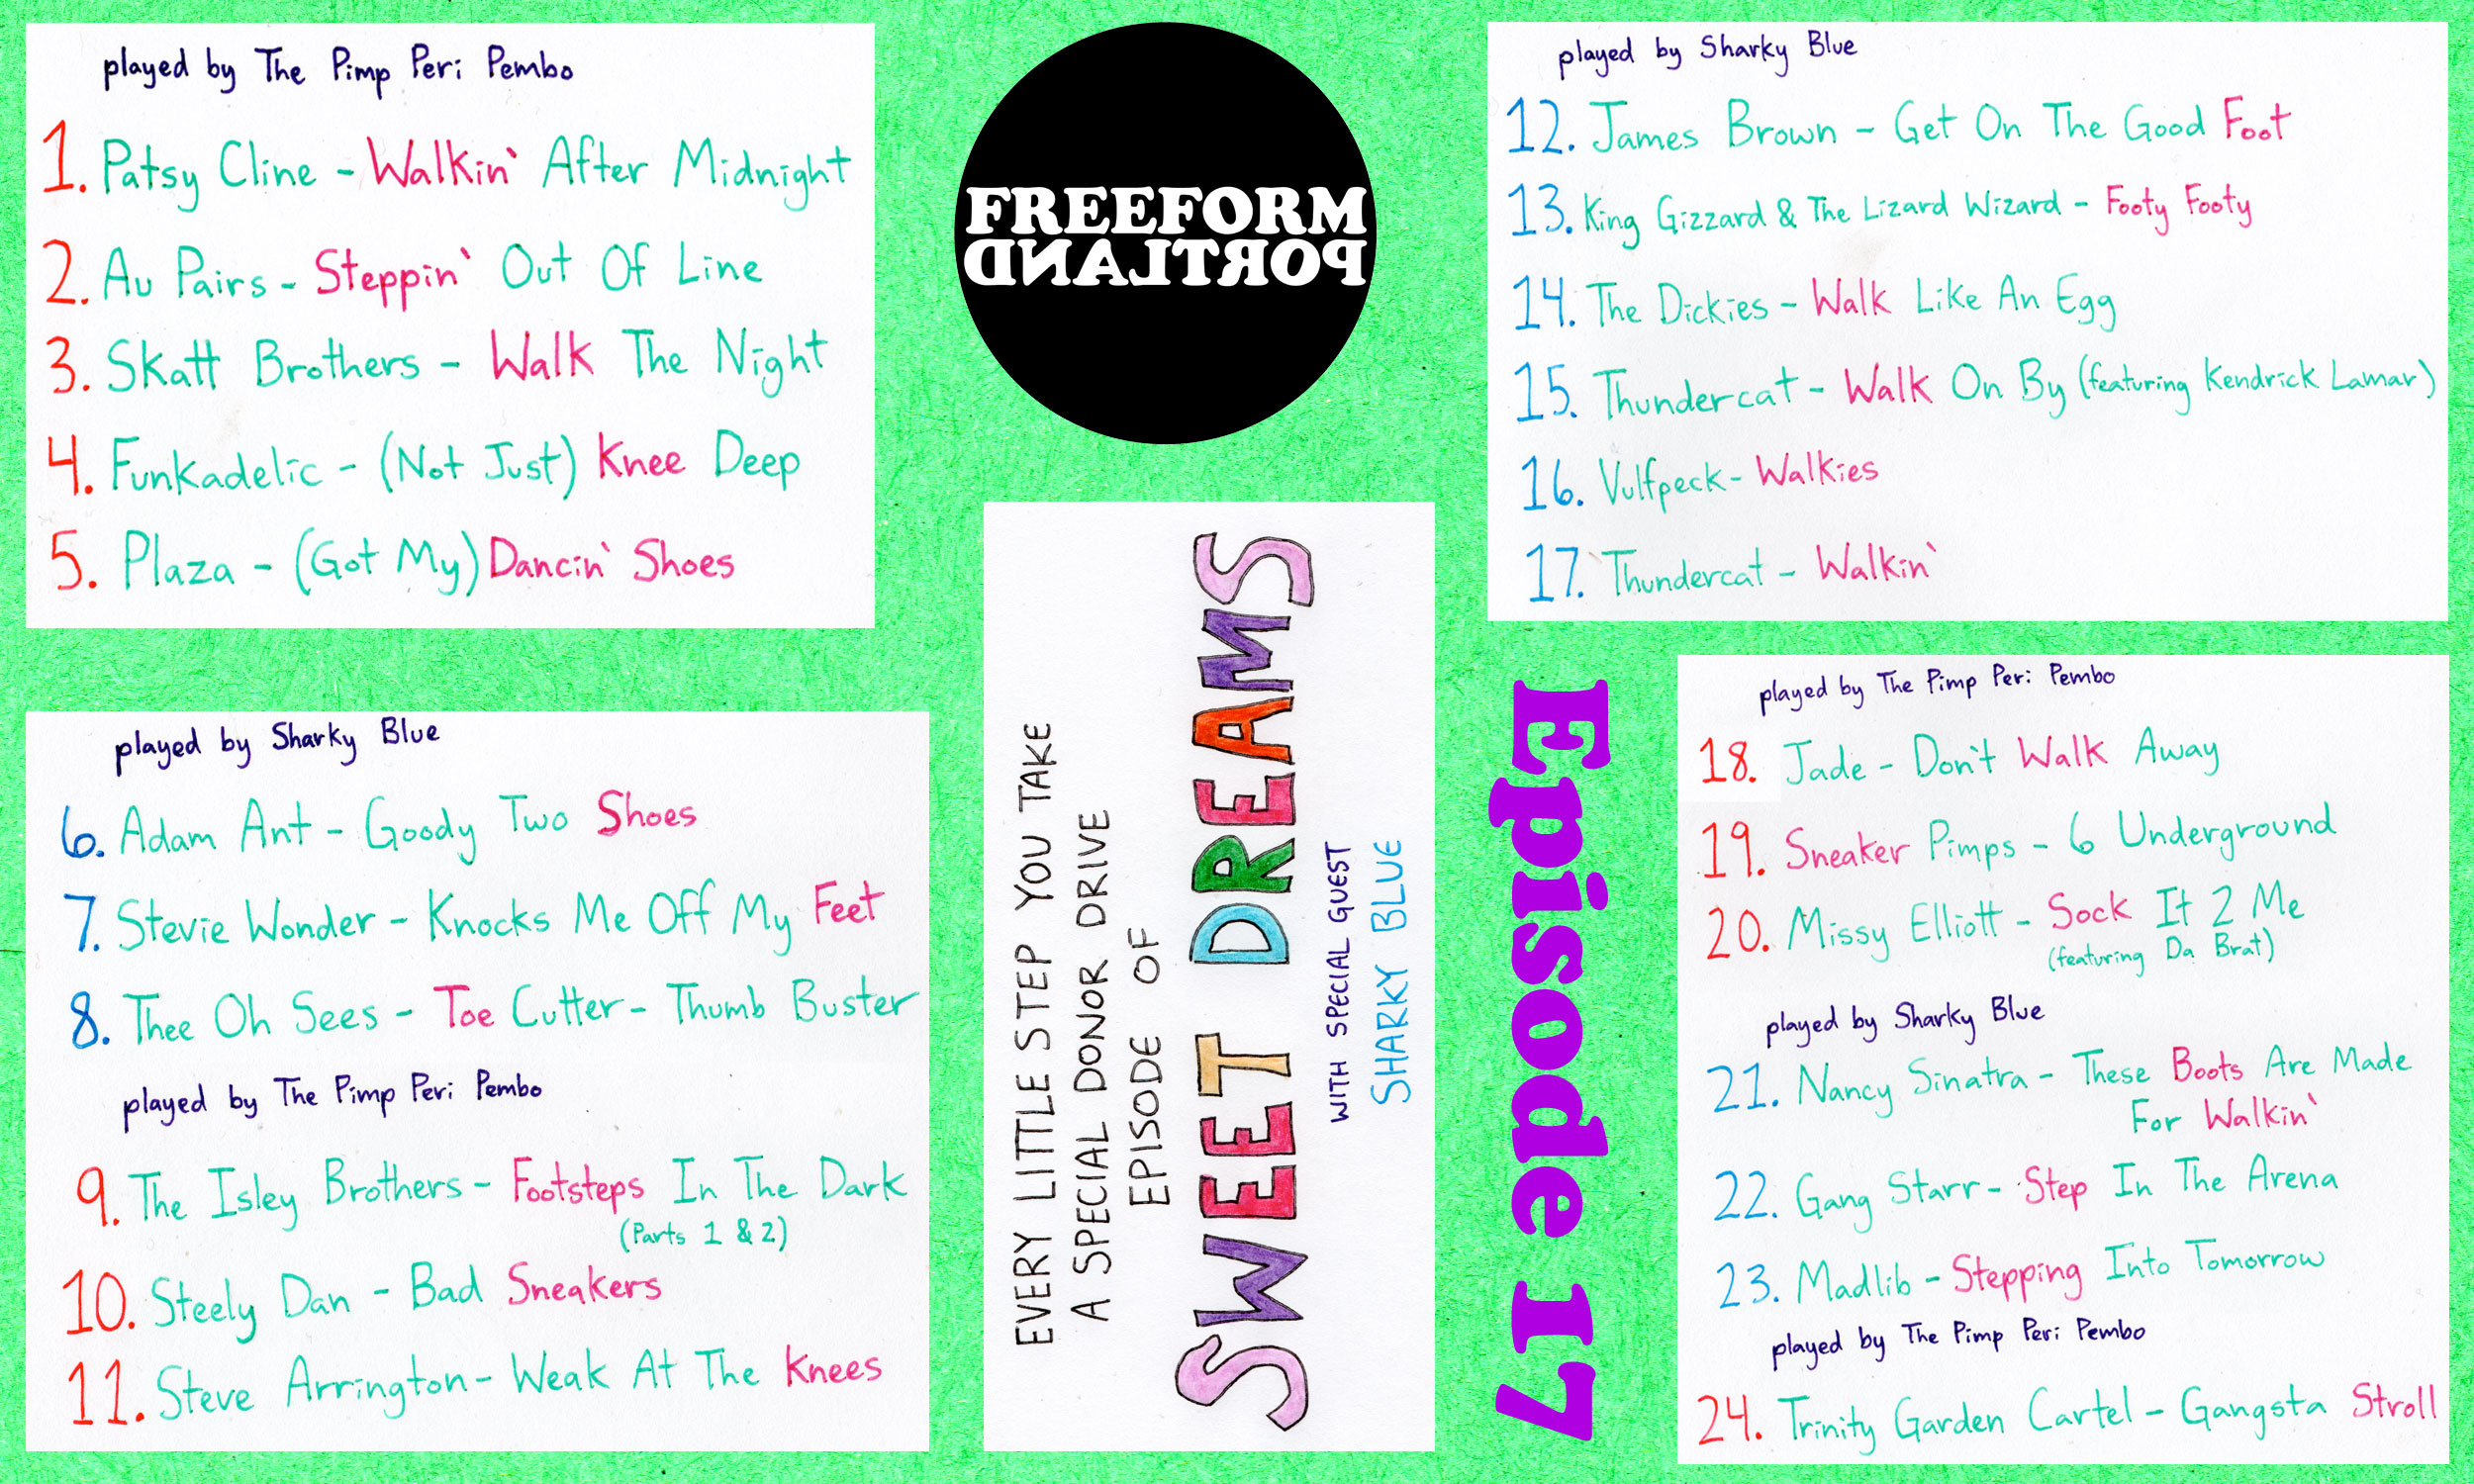 played by The Pimp Peri Pembo
1. Patsy Cline - Walkin' After Midnight
2. Au Pairs - Steppin' Out Of Line
3. Skatt Brothers - Walk The Night
4. Funkadelic - (Not Just) Knee Deep
5. Plaza - (Got My) Dancin' Shoes
played by Sharky Blue
6. Adam Ant - Goody Two Shoes
7. Stevie Wonder - Knocks Me Off My Feet
8. Thee Oh Sees - Toe Cutter - Thumb Buster
played by The Pimp Peri Pembo
9. The Isley Brothers - Footsteps In The Dark
(Parts 1 & 2)
10. Steely Dan - Bad Sneakers
11. Steve Arrington - Weak At The Knees
FREEFORM
PORTLAND
EVERY LITTLE STEP YOU TAKE
A SPECIAL DONOR DRIVE
EPISODE OF
SWEET DREAMS
WITH SPECIAL GUEST
SHARKY BLUE
Episode 17
played by Sharky Blue
12. James Brown - Get On The Good Foot
13. King Gizzard & The Lizard Wizard - Footy Footy
14. The Dickies - Walk Like An Egg
15. Thundercat - Walk On By (featuring Kendrick Lamar)
16. Vulfpeck - Walkies
17. Thundercat - Walkin'
played by The Pimp Peri Pembo
18. Jade - Don't Walk Away
19. Sneaker Pimps - 6 Underground
20. Missy Elliott - Sock It 2 Me
(featuring Da Brat)
played by Sharky Blue
21. Nancy Sinatra - These Boots Are Made
For Walkin'
22. Gang Starr - Step In The Arena
23. Madlib - Stepping Into Tomorrow
played by The Pimp Peri Pembo
24. Trinity Garden Cartel - Gangsta Stroll